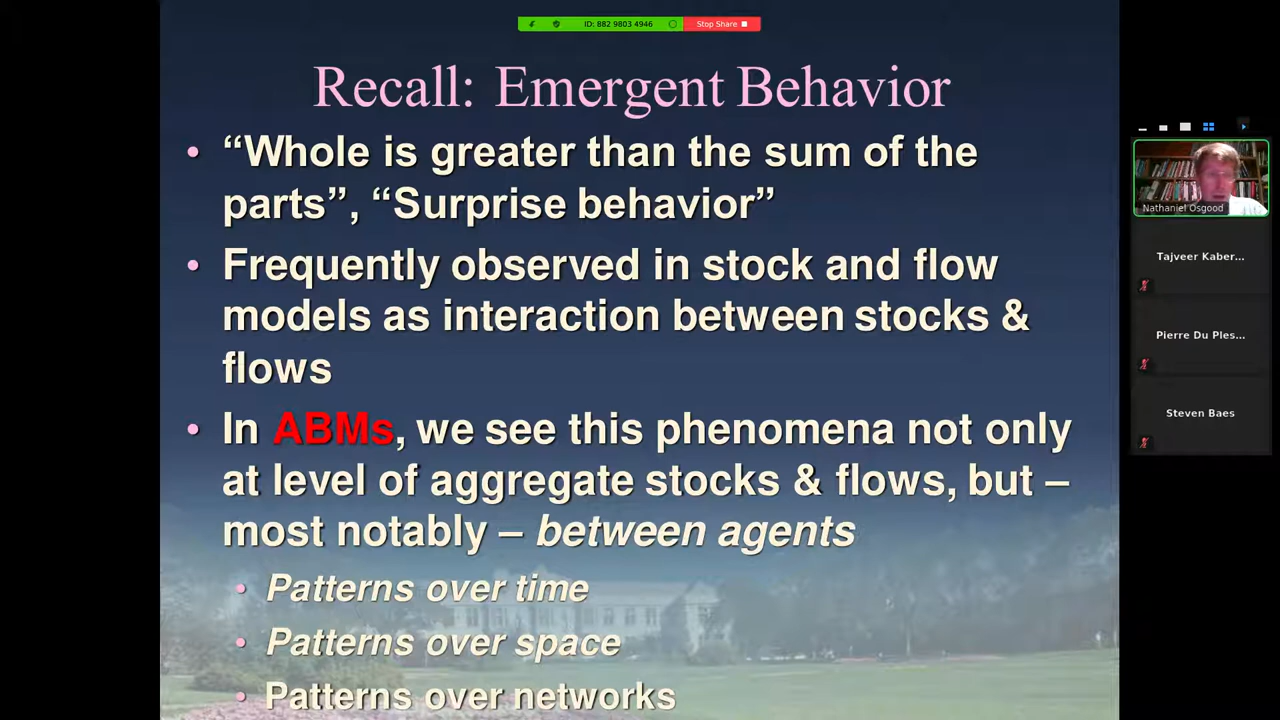 ID: 882 9803 4946
Stop Share
Recall: Emergent Behavior
• “Whole is greater than the sum of the
parts”, “Surprise behavior”
• Frequently observed in stock and flow
models as interaction between stocks &
flows
• In ABMs, we see this phenomena not only
at level of aggregate stocks & flows, but –
most notably – between agents
• Patterns over time
• Patterns over space
• Patterns over networks
Nathaniel Osgood
Tajveer Kaber...
Pierre Du Ples...
Steven Baes